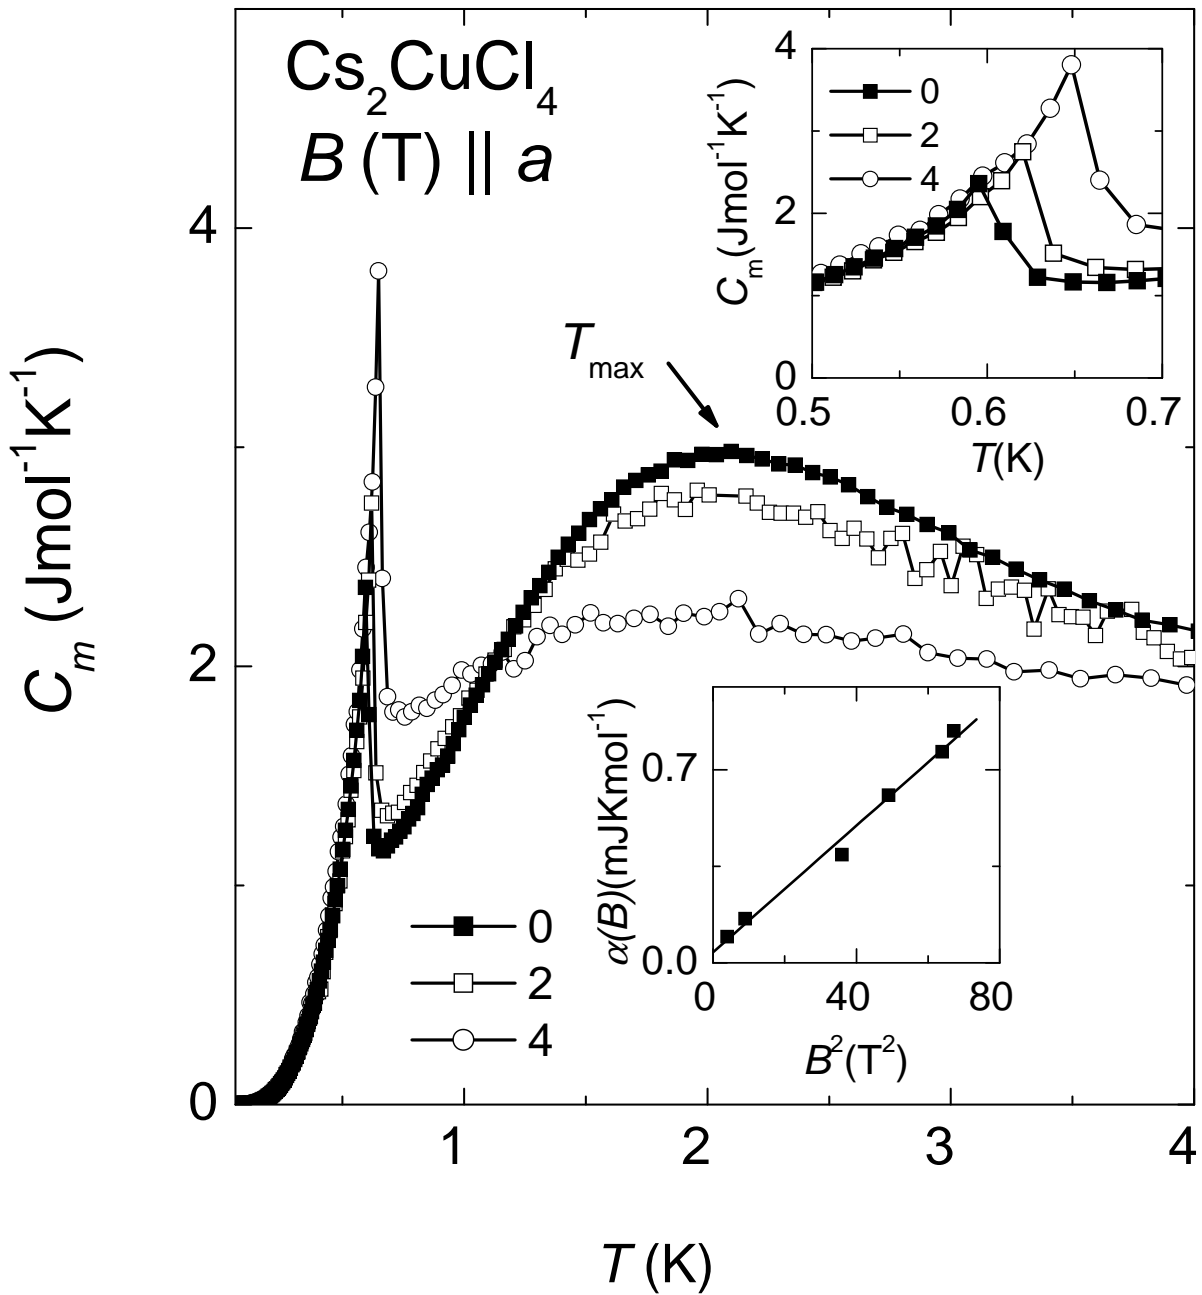 Cs2CuCl4
B (T) || a
Cm (Jmol-1K-1)
4
2
0
1
2
3
4
T (K)
Tmax
0
2
4
Cm(Jmol-1K-1)
4
2
0
0.5
0.6
0.7
T(K)
0
2
4
α(B)(mJKmol-1)
0.7
0.0
0
40
80
B2(T2)